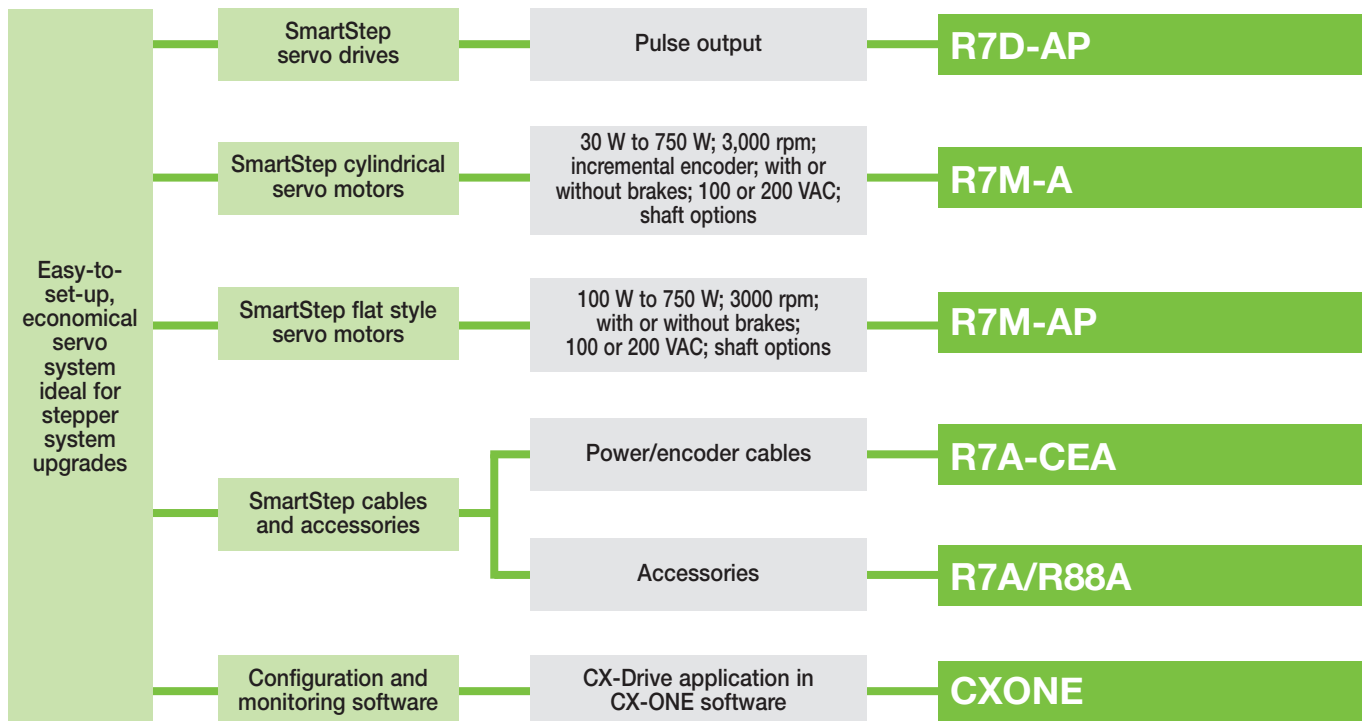 Easy-to-
set-up,
economical
servo
system
ideal for
stepper
system
upgrades
SmartStep
servo drives
Pulse output
R7D-AP
SmartStep cylindrical
servo motors
30 W to 750 W; 3,000 rpm;
incremental encoder; with or
without brakes; 100 or 200 VAC;
shaft options
R7M-A
SmartStep flat style
servo motors
100 W to 750 W; 3000 rpm;
with or without brakes;
100 or 200 VAC; shaft options
R7M-AP
SmartStep cables
and accessories
Power/encoder cables
R7A-CEA
Accessories
R7A/R88A
Configuration and
monitoring software
CX-Drive application in
CX-ONE software
CXONE